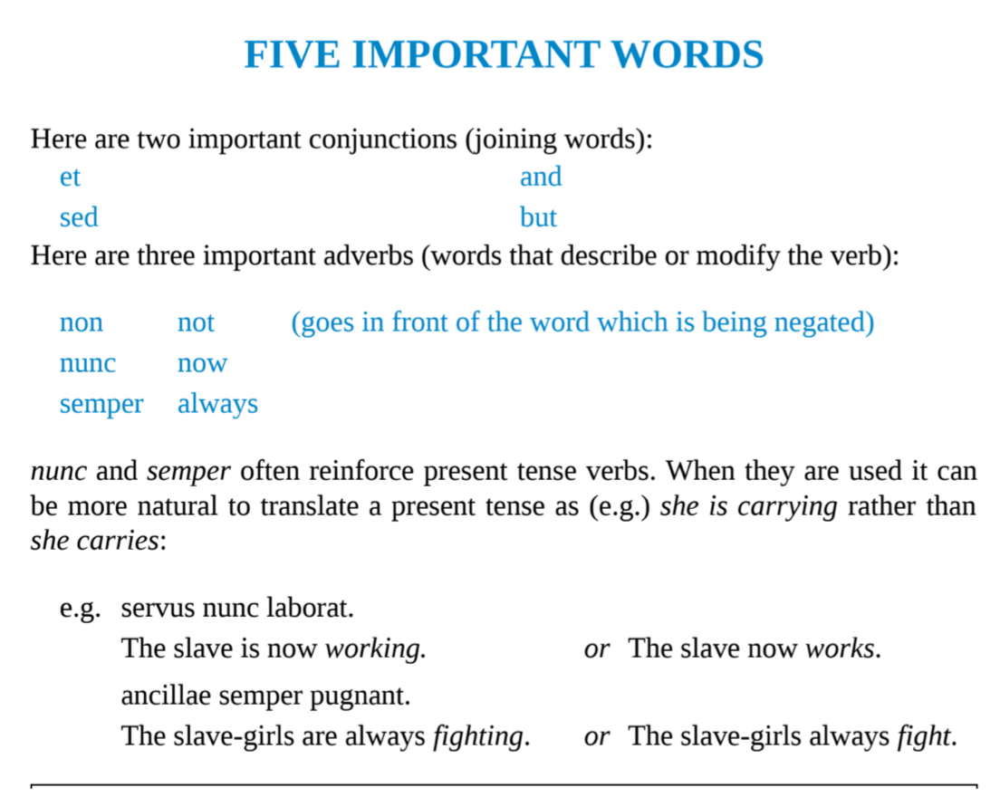 FIVE IMPORTANT WORDS
Here are two important conjunctions (joining words):
et and
sed but
Here are three important adverbs (words that describe or modify the verb):
non not (goes in front of the word which is being negated)
nunc now
semper always
nunc and semper often reinforce present tense verbs. When they are used it can
be more natural to translate a present tense as (e.g.) she is carrying rather than
she carries:
e.g. servus nunc laborat.
The slave is now working. or The slave now works.
ancillae semper pugnant.
The slave-girls are always fighting. or The slave-girls always fight.